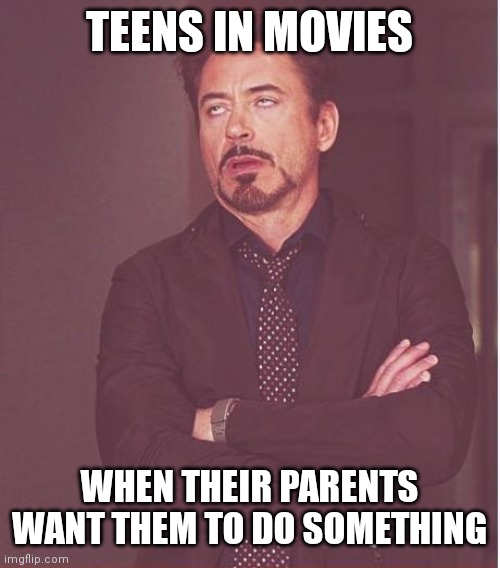 TEENS IN MOVIES
WHEN THEIR PARENTS
WANT THEM TO DO SOMETHING
imgflip.com